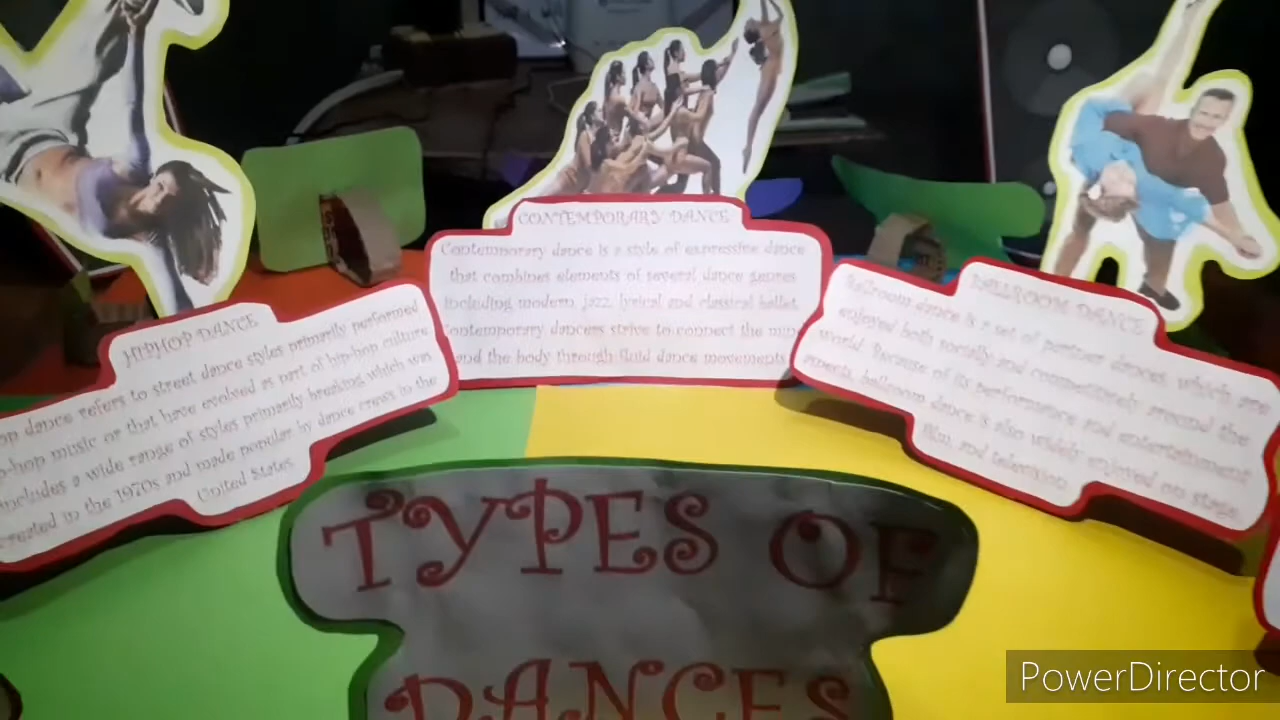 HIPHOP DANCE
op dance refers to street dance styles primarily performed
p-hop music or that have evolved as part of hip-hop culture
includes a wide range of styles primarily breaking which was
created in the 1970s and made popular by dance crews in the
United States.
CONTEMPORARY DANCE
Contemporary dance is a style of expressive dance
that combines elements of several dance genres
including modern, jazz, lyrical and classical ballet.
Contemporary dancers strive to connect the min
and the body through fluid dance movements
BALLROOM DANCE
Ballroom dance is a set of partner dances, which are
enjoyed both socially and competitively around the
world. Because of its performance and entertainment
aspects, ballroom dance is also widely enjoyed on stage,
film, and television.
TYPES OF
DANCES
PowerDirector